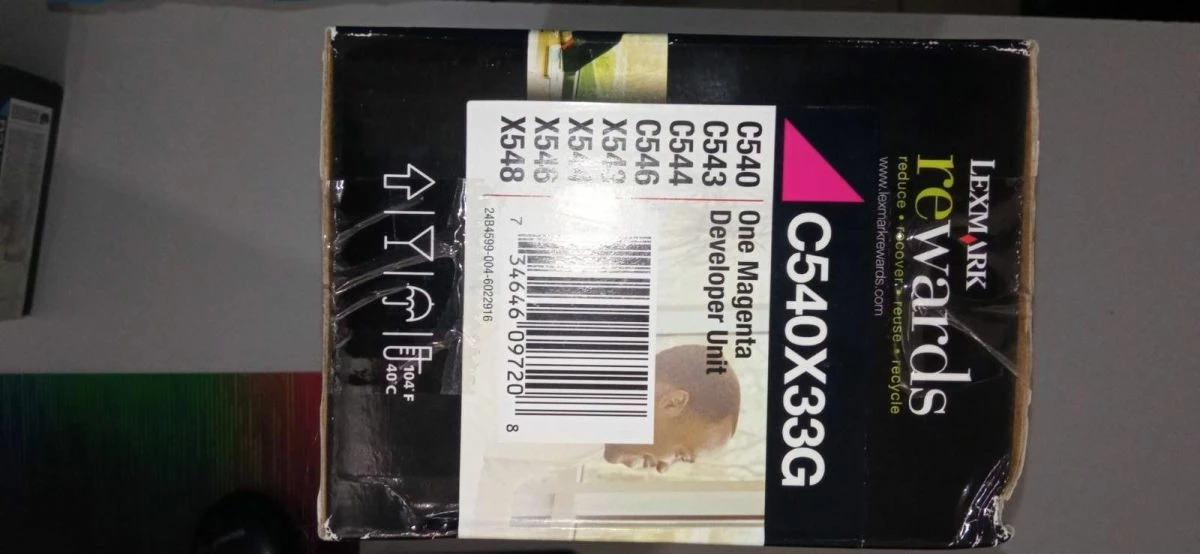 LEXMARK
rewards
reduce • recover • reuse • recycle
www.lexmarkrewards.com
C540X33G
C540
C543
C544
C546
X543
X544
X546
X548
One Magenta
Developer Unit
7 34646 09720 8
24B4599-004-6022916
104°F
40°C